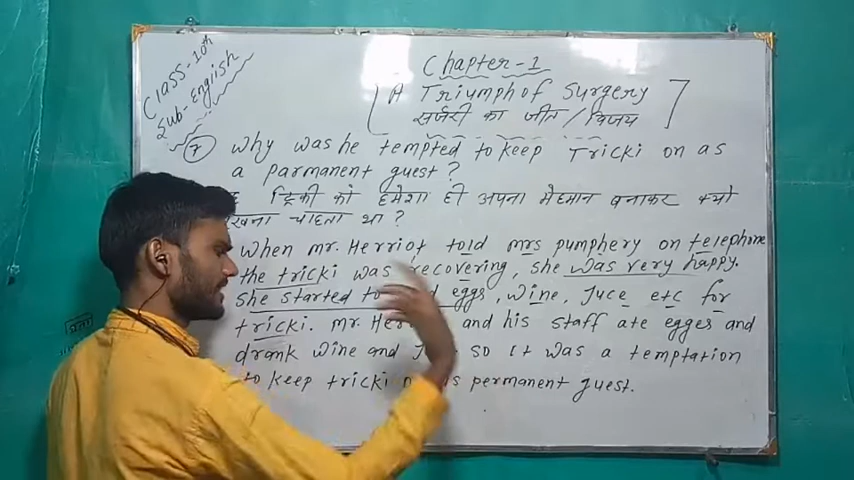 Class-10th
Sub-English
Chapter-1
[A Triumph of Surgery]
सर्जरी का जीत/विजय
Why was he tempted to keep Tricki on as
a permanent guest?
ट्रिकी को हमेशा ही अपना मेहमान बनाकर क्यों
चाहता था?
When mr. Herriot told mrs pumphery on telephone
the tricki was recovering, she was very happy.
She started to eggs, wine, Juce etc for
tricki. mr. and his staff ate egges and
drank wine and so it was a temptation
to keep tricki permanent guest.